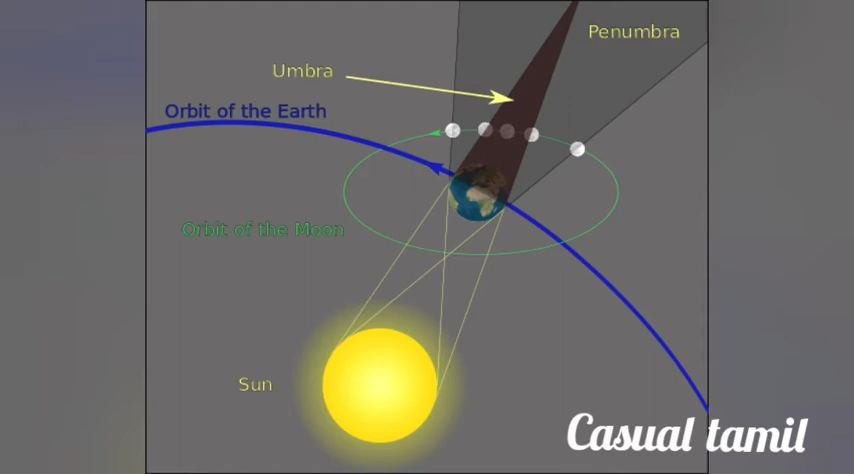 Penumbra
Umbra
Orbit of the Earth
Orbit of the Moon
Sun
Casual tamil